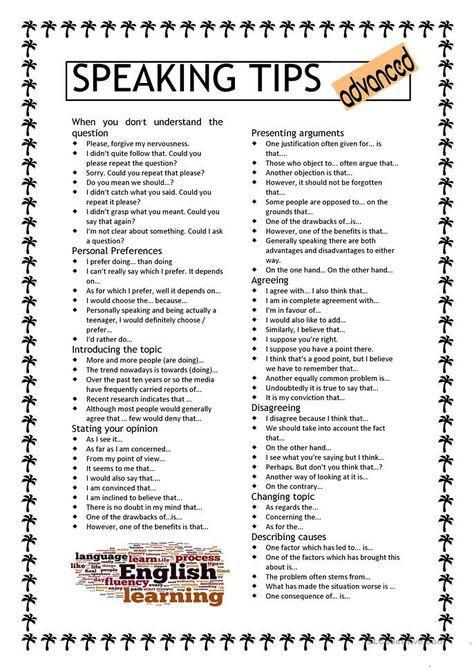 SPEAKING TIPS
advanced
When you don't understand the
question
Please, forgive my nervousness.
I didn't quite follow that. Could you
please repeat the question?
Sorry. Could you repeat that please?
Do you mean we should...?
I didn't catch what you said. Could you
repeat it please?
I didn't grasp what you meant. Could you
say that again?
I'm not clear about something. Could I ask
a question?
Personal Preferences
I prefer doing... than doing
I can't really say which I prefer. It depends
on...
As for which I prefer, well it depends on...
I would choose the... because...
Personally speaking and being actually a
teenager, I would definitely choose /
prefer...
I'd rather do...
Introducing the topic
More and more people (are doing)...
The trend nowadays is towards (doing)...
Over the past ten years or so the media
have frequently carried reports of...
Recent research indicates that ...
Although most people would generally
agree that ... few would deny that...
Stating your opinion
As I see it...
As far as I am concerned...
From my point of view...
It seems to me that...
I would also say that....
I am convinced that...
I am inclined to believe that...
There is no doubt in my mind that...
One of the drawbacks of...is...
However, one of the benefits is that...
Presenting arguments
One justification often given for... is
that....
Those who object to... often argue that...
Another objection is that...
However, it should not be forgotten
that...
Some people are opposed to... on the
grounds that...
One of the drawbacks of...is...
However, one of the benefits is that...
Generally speaking there are both
advantages and disadvantages to either
way.
On the one hand... On the other hand...
Agreeing
I agree with... I also think that...
I am in complete agreement with...
I'm in favour of...
I would also like to add...
Similarly, I believe that...
I suppose you're right.
I suppose you have a point there.
I think that's a good point, but I believe
we have to remember that...
Another equally common problem is...
Undoubtedly it is true to say that...
It is my conviction that...
Disagreeing
I disagree because I think that...
We should take into account the fact
that...
On the other hand...
I see what you're saying but I think...
Perhaps. But don't you think that..?
Another way of looking at it is...
On the contrary...
Changing topic
As regards the...
Concerning the...
As for the...
Describing causes
One factor which has led to... is...
One of the factors which has brought this
about is...
The problem often stems from...
What has made the situation worse is ...
One consequence of... is...
language learn process
like
English
fluency
enjoy
learning